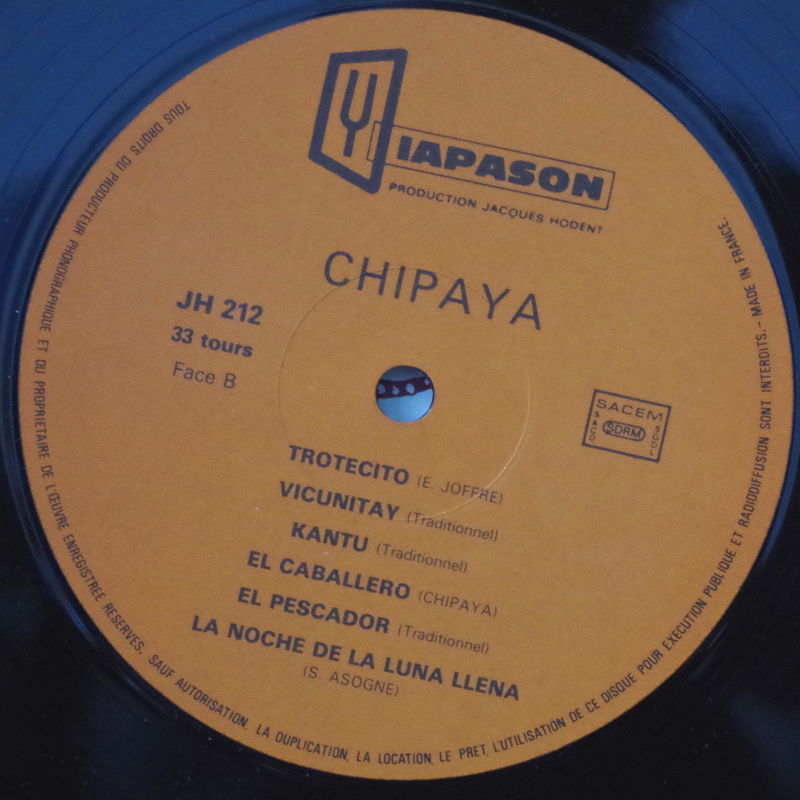 DIAPASON
PRODUCTION JACQUES HODENT
CHIPAYA
JH 212
33 tours
Face B
SACEM
SACD SDRM SGDL
TROTECITO (E. JOFFRE)
VICUNITAY (Traditionnel)
KANTU (Traditionnel)
EL CABALLERO (CHIPAYA)
EL PESCADOR (Traditionnel)
LA NOCHE DE LA LUNA LLENA
(S. ASOGNE)
TOUS DROITS DU PRODUCTEUR PHONOGRAPHIQUE ET DU PROPRIETAIRE DE L'ŒUVRE ENREGISTREE RESERVES. SAUF AUTORISATION, LA DUPLICATION, LA LOCATION, LE PRET, L'UTILISATION DE CE DISQUE POUR EXECUTION PUBLIQUE ET RADIODIFFUSION SONT INTERDITS. - MADE IN FRANCE.